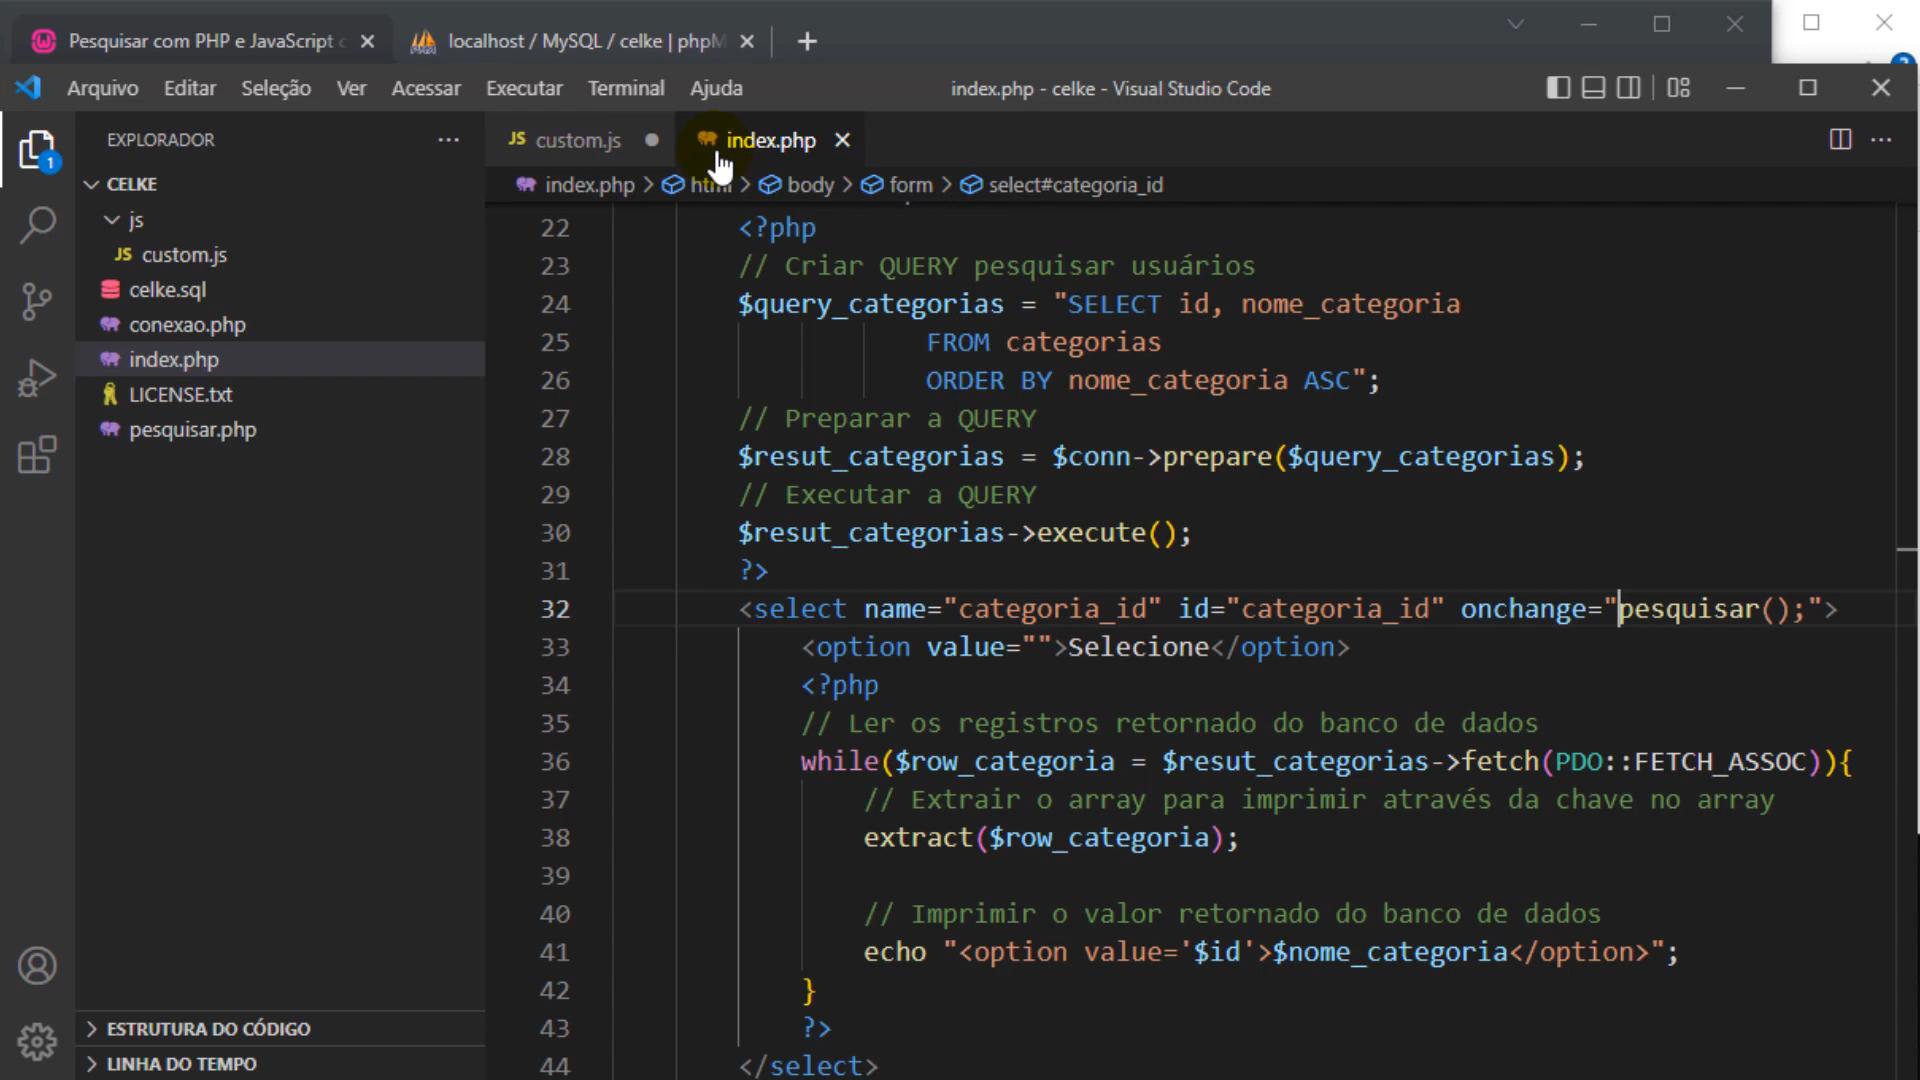 Pesquisar com PHP e JavaScript
localhost / MySQL / celke | phpM
Arquivo Editar Seleção Ver Acessar Executar Terminal Ajuda
index.php - celke - Visual Studio Code
EXPLORADOR
JS custom.js
index.php
index.php > html > body > form > select#categoria_id
1
CELKE
js
JS custom.js
celke.sql
conexao.php
index.php
LICENSE.txt
pesquisar.php
22 <?php
23 // Criar QUERY pesquisar usuários
24 $query_categorias = "SELECT id, nome_categoria
25 FROM categorias
26 ORDER BY nome_categoria ASC";
27 // Preparar a QUERY
28 $resut_categorias = $conn->prepare($query_categorias);
29 // Executar a QUERY
30 $resut_categorias->execute();
31 ?>
32 <select name="categoria_id" id="categoria_id" onchange="pesquisar();">
33 <option value="">Selecione</option>
34 <?php
35 // Ler os registros retornado do banco de dados
36 while($row_categoria = $resut_categorias->fetch(PDO::FETCH_ASSOC)){
37 // Extrair o array para imprimir através da chave no array
38 extract($row_categoria);
39
40 // Imprimir o valor retornado do banco de dados
41 echo "<option value='$id'>$nome_categoria</option>";
42 }
43 ?>
44 </select>
ESTRUTURA DO CÓDIGO
LINHA DO TEMPO